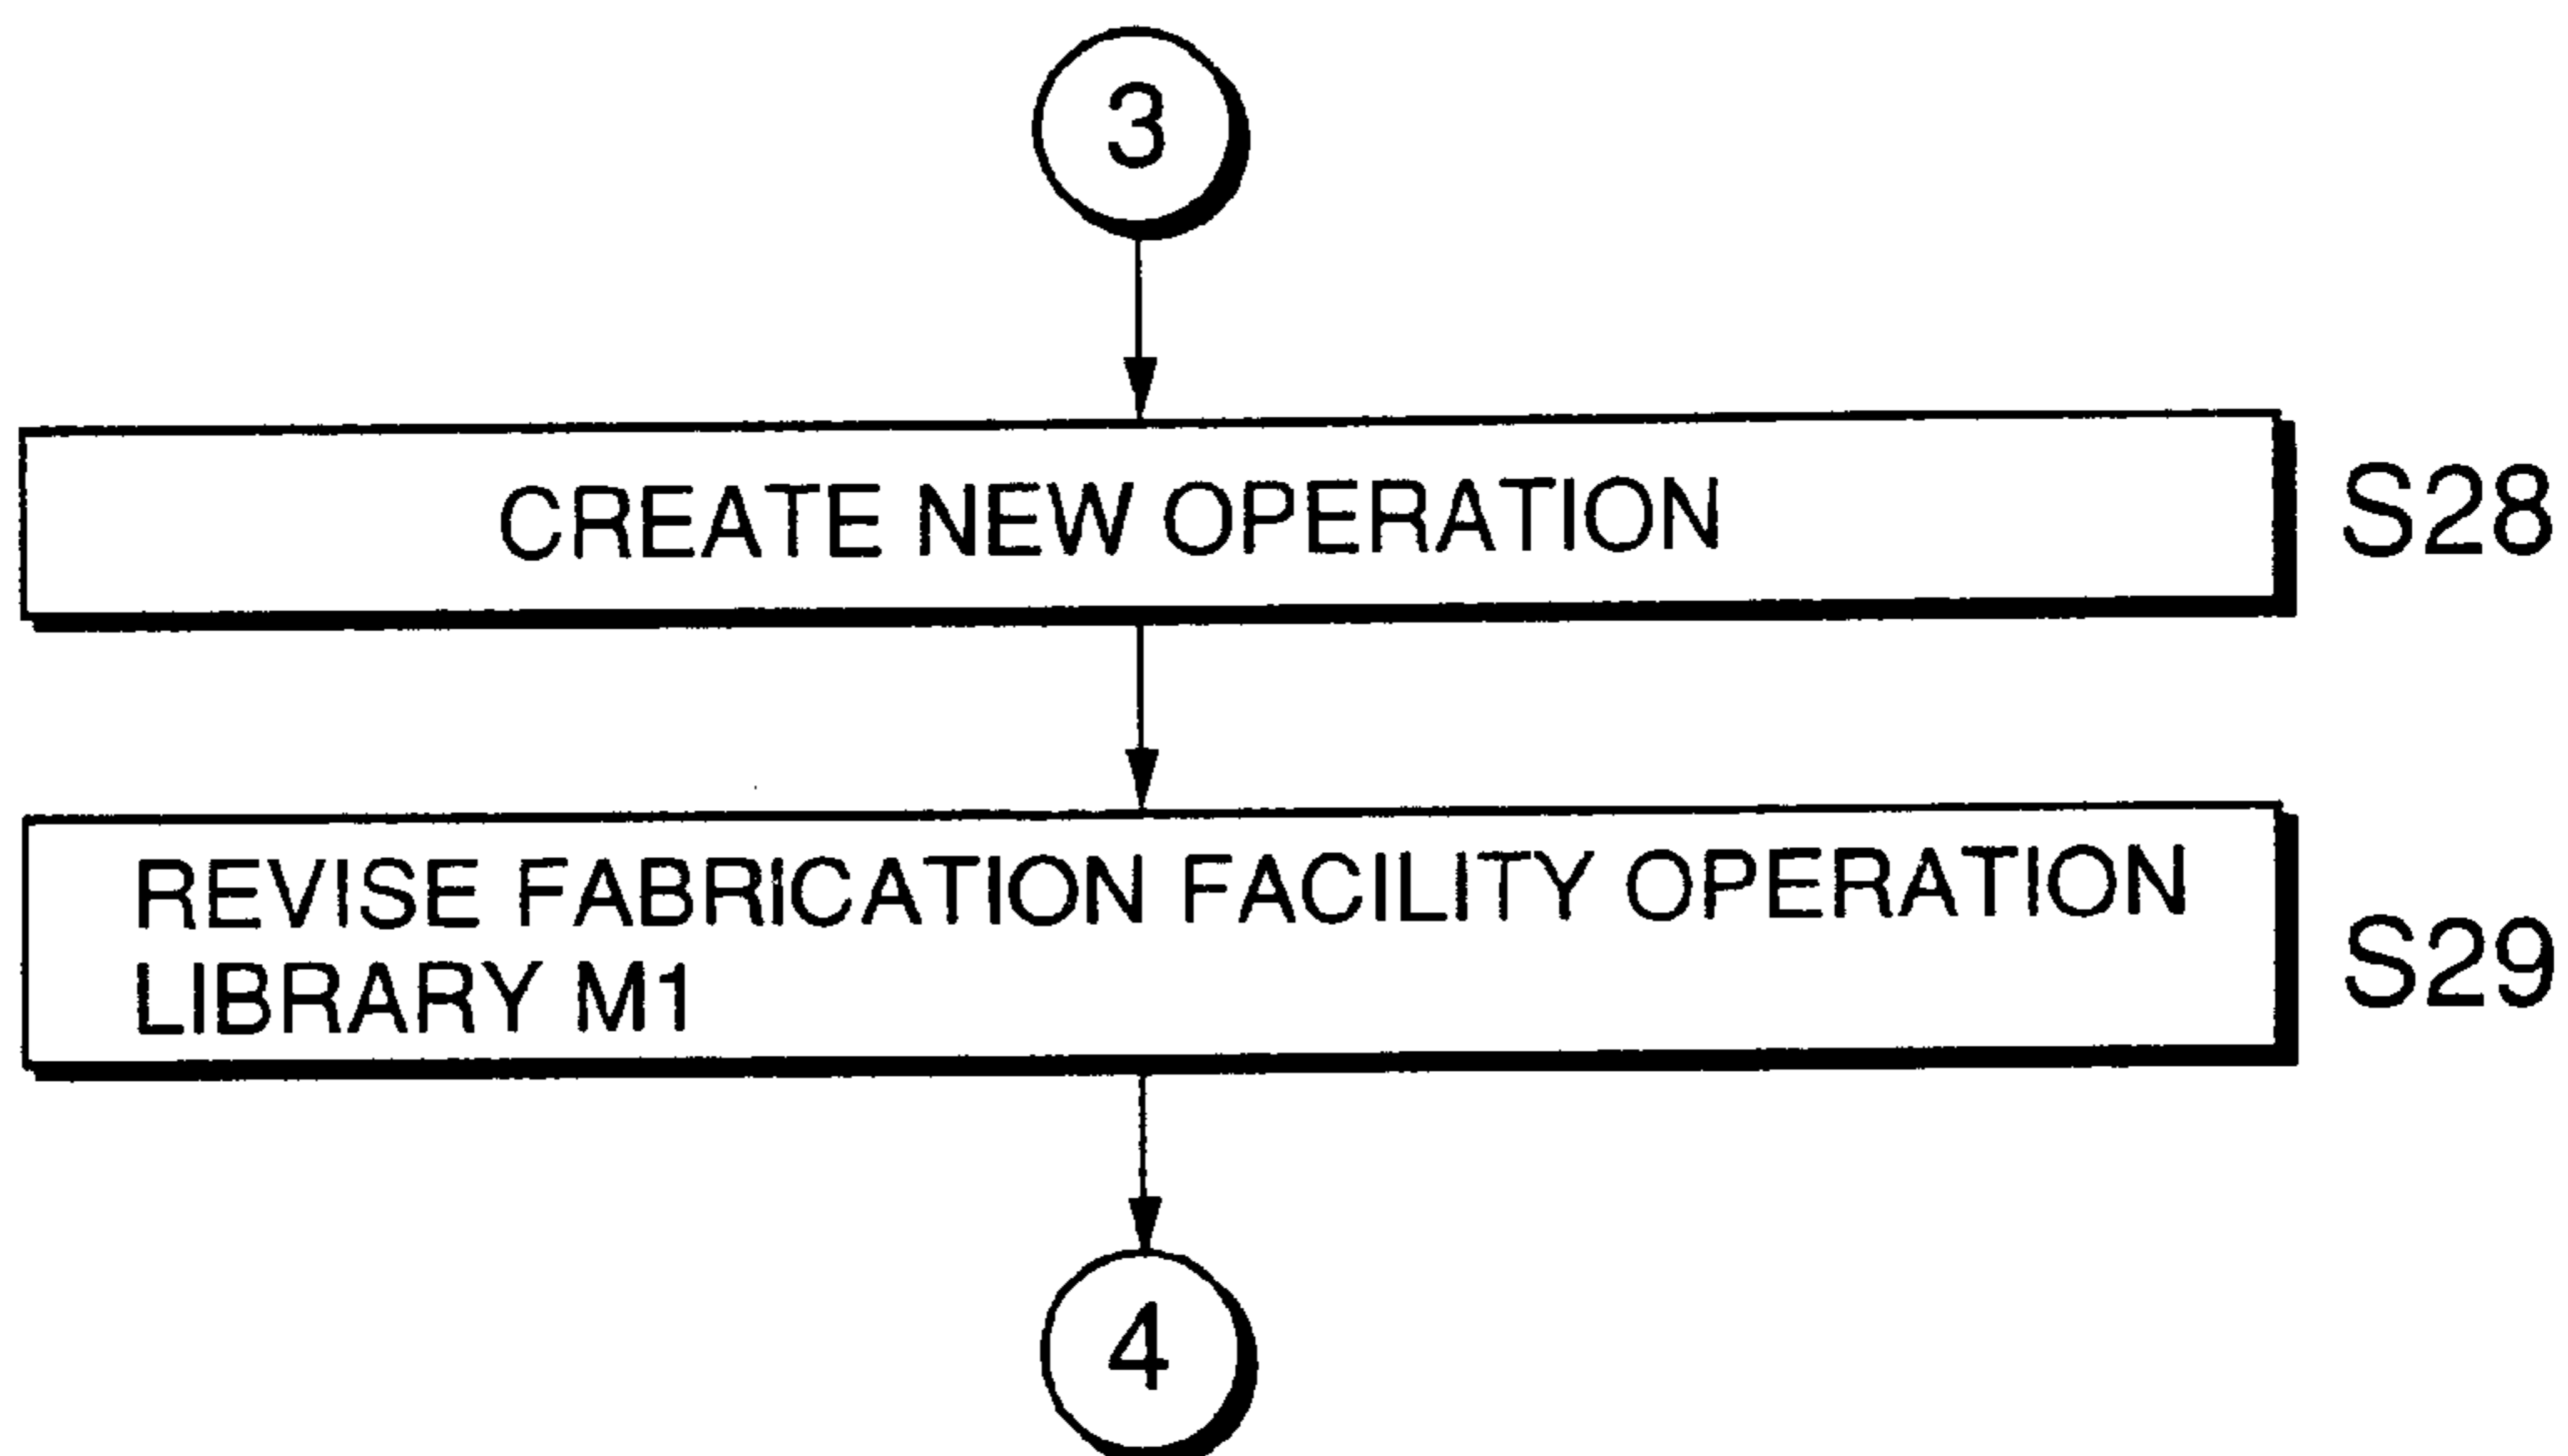 3
CREATE NEW OPERATION
S28
REVISE FABRICATION FACILITY OPERATION
LIBRARY M1
S29
4